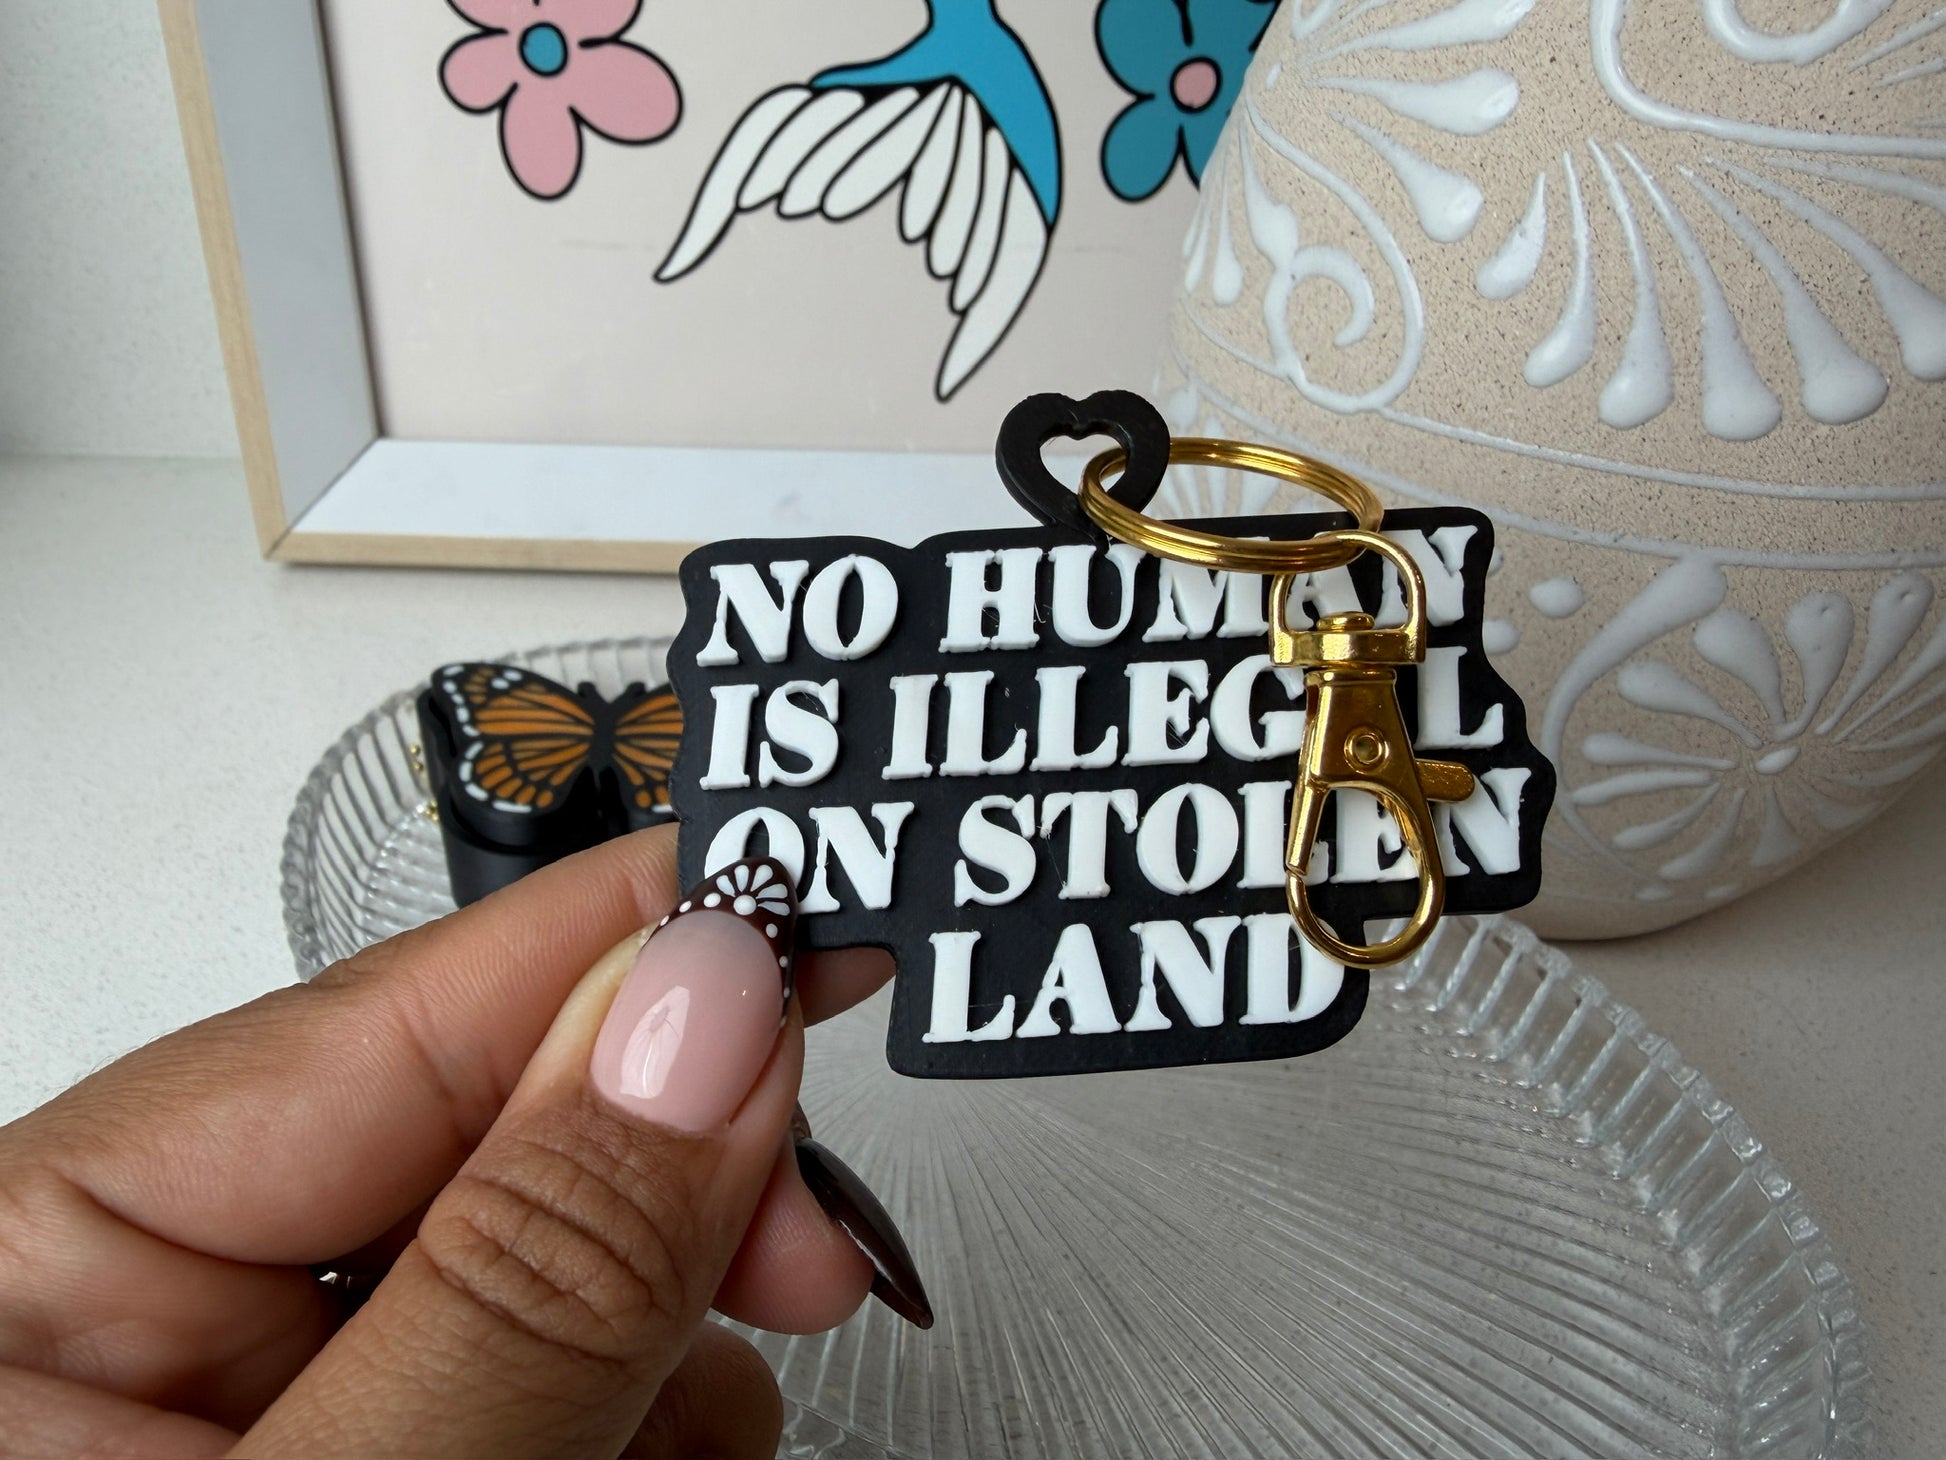 NO HUMAN
IS ILLEGAL
ON STOLEN
LAND